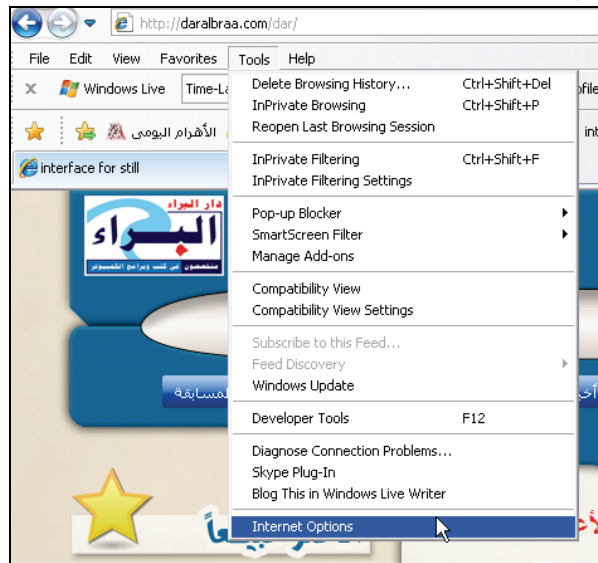 http://daralbraa.com/dar/
File Edit View Favorites Tools Help
Windows Live
الأهرام اليومى
interface for still
Delete Browsing History... Ctrl+Shift+Del
InPrivate Browsing Ctrl+Shift+P
Reopen Last Browsing Session
InPrivate Filtering Ctrl+Shift+F
InPrivate Filtering Settings
Pop-up Blocker
SmartScreen Filter
Manage Add-ons
Compatibility View
Compatibility View Settings
Subscribe to this Feed...
Feed Discovery
Windows Update
Developer Tools F12
Diagnose Connection Problems...
Skype Plug-In
Blog This in Windows Live Writer
Internet Options
دار البراء
البراء
متخصصون فى كتب وبرامج الكمبيوتر